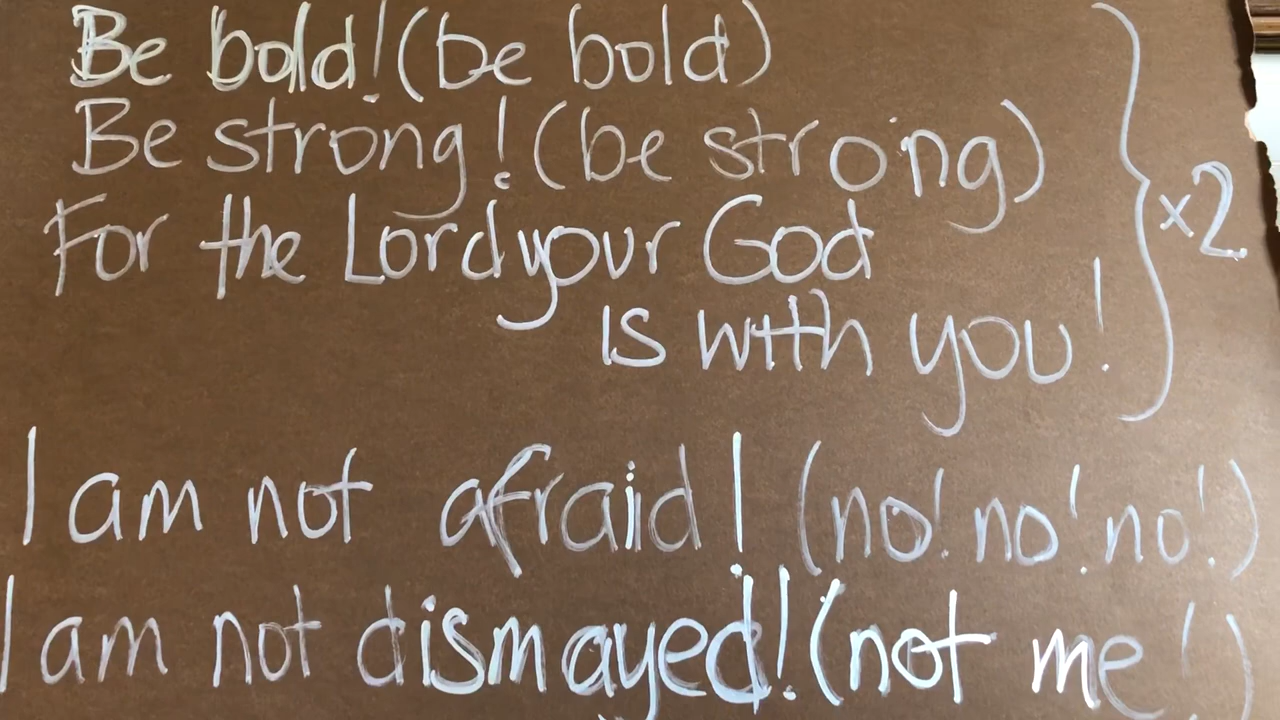 Be bold! (be bold)
Be strong! (be strong)
For the Lord your God
is with you!
x2
I am not afraid! (no! no! no!)
I am not dismayed! (not me!)